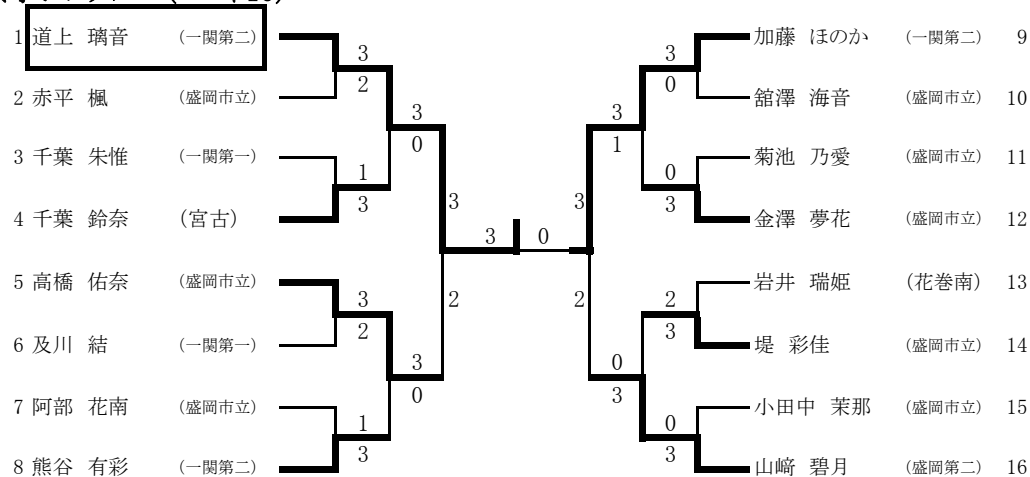 1 道上 璃音 (一関第二)
2 赤平 楓 (盛岡市立)
3 千葉 朱惟 (一関第一)
4 千葉 鈴奈 (宮古)
5 高橋 佑奈 (盛岡市立)
6 及川 結 (一関第一)
7 阿部 花南 (盛岡市立)
8 熊谷 有彩 (一関第二)
3
2
1
3
3
2
1
3
3
0
3
0
3
2
3 0
3
2
3
1
0
3
3
0
0
3
2
3
0
3
加藤 ほのか (一関第二) 9
舘澤 海音 (盛岡市立) 10
菊池 乃愛 (盛岡市立) 11
金澤 夢花 (盛岡市立) 12
岩井 瑞姫 (花巻南) 13
堤 彩佳 (盛岡市立) 14
小田中 茉那 (盛岡市立) 15
山﨑 碧月 (盛岡第二) 16